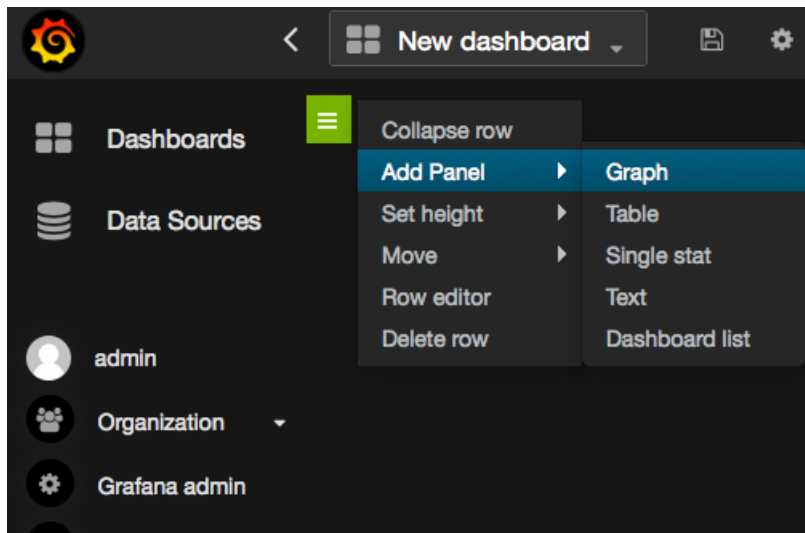 New dashboard
Dashboards
Data Sources
admin
Organization
Grafana admin
Collapse row
Add Panel
Set height
Move
Row editor
Delete row
Graph
Table
Single stat
Text
Dashboard list